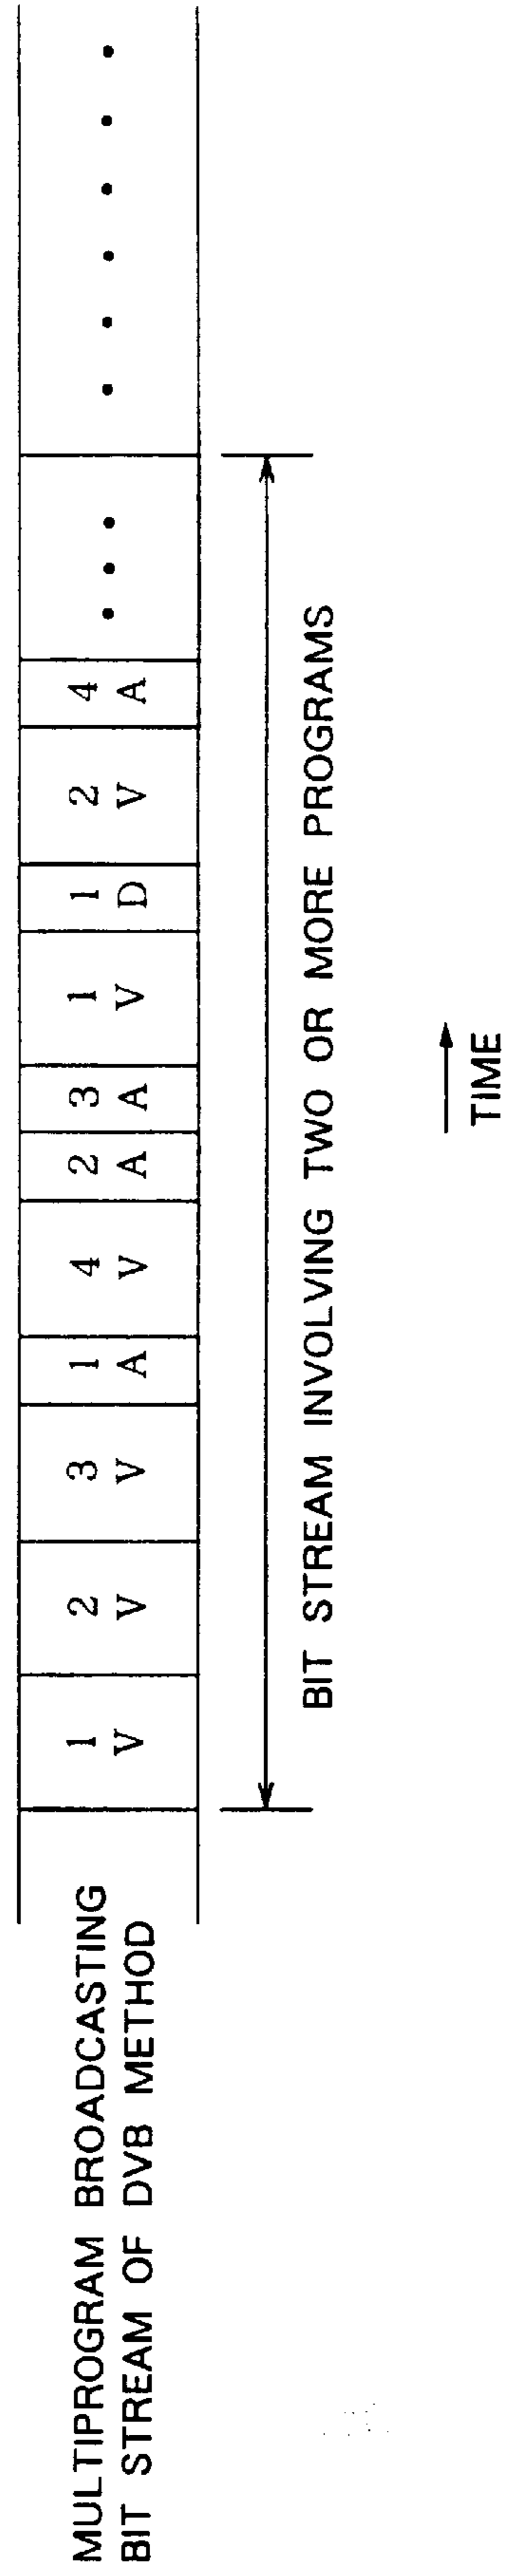 MULTIPROGRAM BROADCASTING
BIT STREAM OF DVB METHOD
1 2 3 1 4 2 3 1 1 2 4
V V V A V A A V D V A
BIT STREAM INVOLVING TWO OR MORE PROGRAMS
TIME